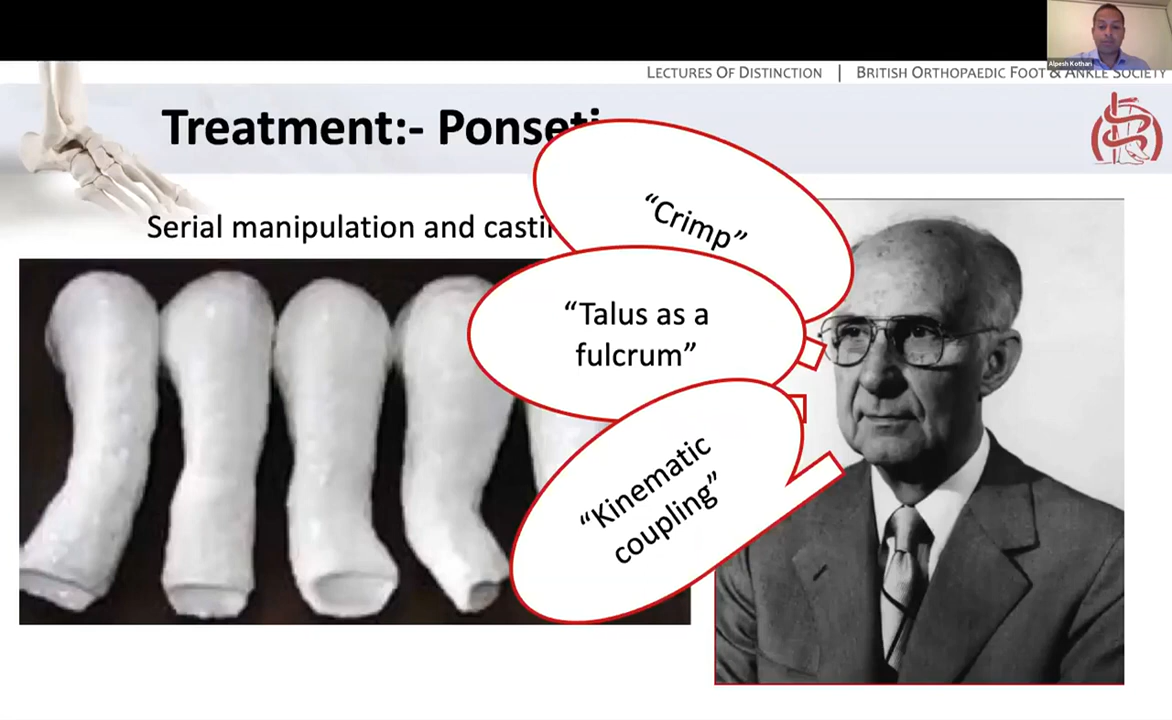 Alpesh Kothari
LECTURES OF DISTINCTION | BRITISH ORTHOPAEDIC FOOT & ANKLE SOCIETY
Treatment:- Ponseti
Serial manipulation and casti
“Crimp”
“Talus as a
fulcrum”
“Kinematic
coupling”